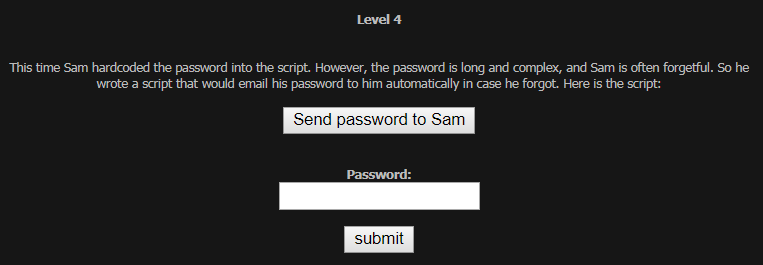 Level 4
This time Sam hardcoded the password into the script. However, the password is long and complex, and Sam is often forgetful. So he
wrote a script that would email his password to him automatically in case he forgot. Here is the script:
Send password to Sam
Password:
submit